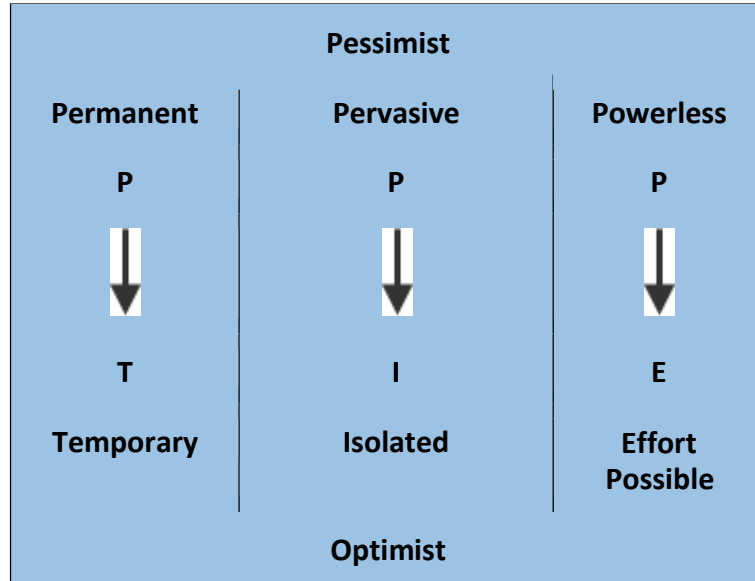 Pessimist
Permanent Pervasive Powerless
P P P
T I E
Temporary Isolated Effort
Possible
Optimist